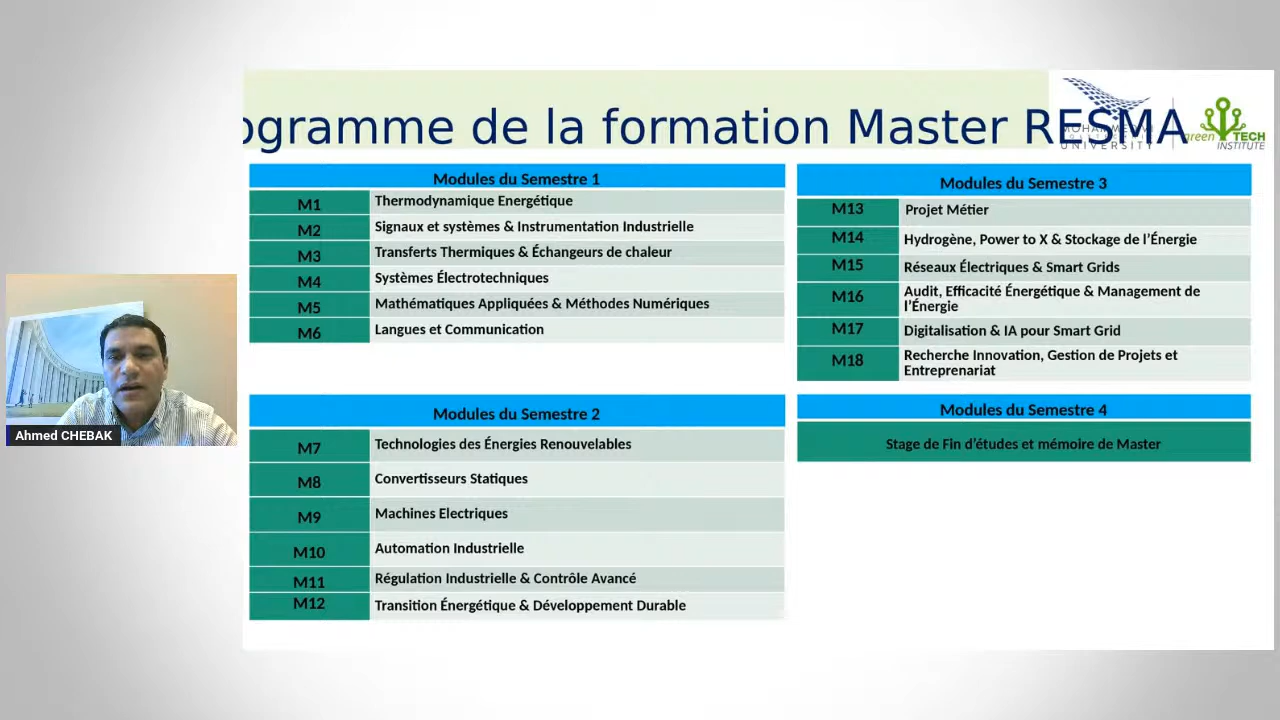 ogramme de la formation Master RESMA
UNIVERSITY
green TECH
INSTITUTE
Modules du Semestre 1
M1 Thermodynamique Energétique
M2 Signaux et systèmes & Instrumentation Industrielle
M3 Transferts Thermiques & Échangeurs de chaleur
M4 Systèmes Électrotechniques
M5 Mathématiques Appliquées & Méthodes Numériques
M6 Langues et Communication
Modules du Semestre 2
M7 Technologies des Énergies Renouvelables
M8 Convertisseurs Statiques
M9 Machines Electriques
M10 Automation Industrielle
M11 Régulation Industrielle & Contrôle Avancé
M12 Transition Énergétique & Développement Durable
Modules du Semestre 3
M13 Projet Métier
M14 Hydrogène, Power to X & Stockage de l’Énergie
M15 Réseaux Électriques & Smart Grids
M16 Audit, Efficacité Énergétique & Management de
l’Énergie
M17 Digitalisation & IA pour Smart Grid
M18 Recherche Innovation, Gestion de Projets et
Entreprenariat
Modules du Semestre 4
Stage de Fin d’études et mémoire de Master
Ahmed CHEBAK